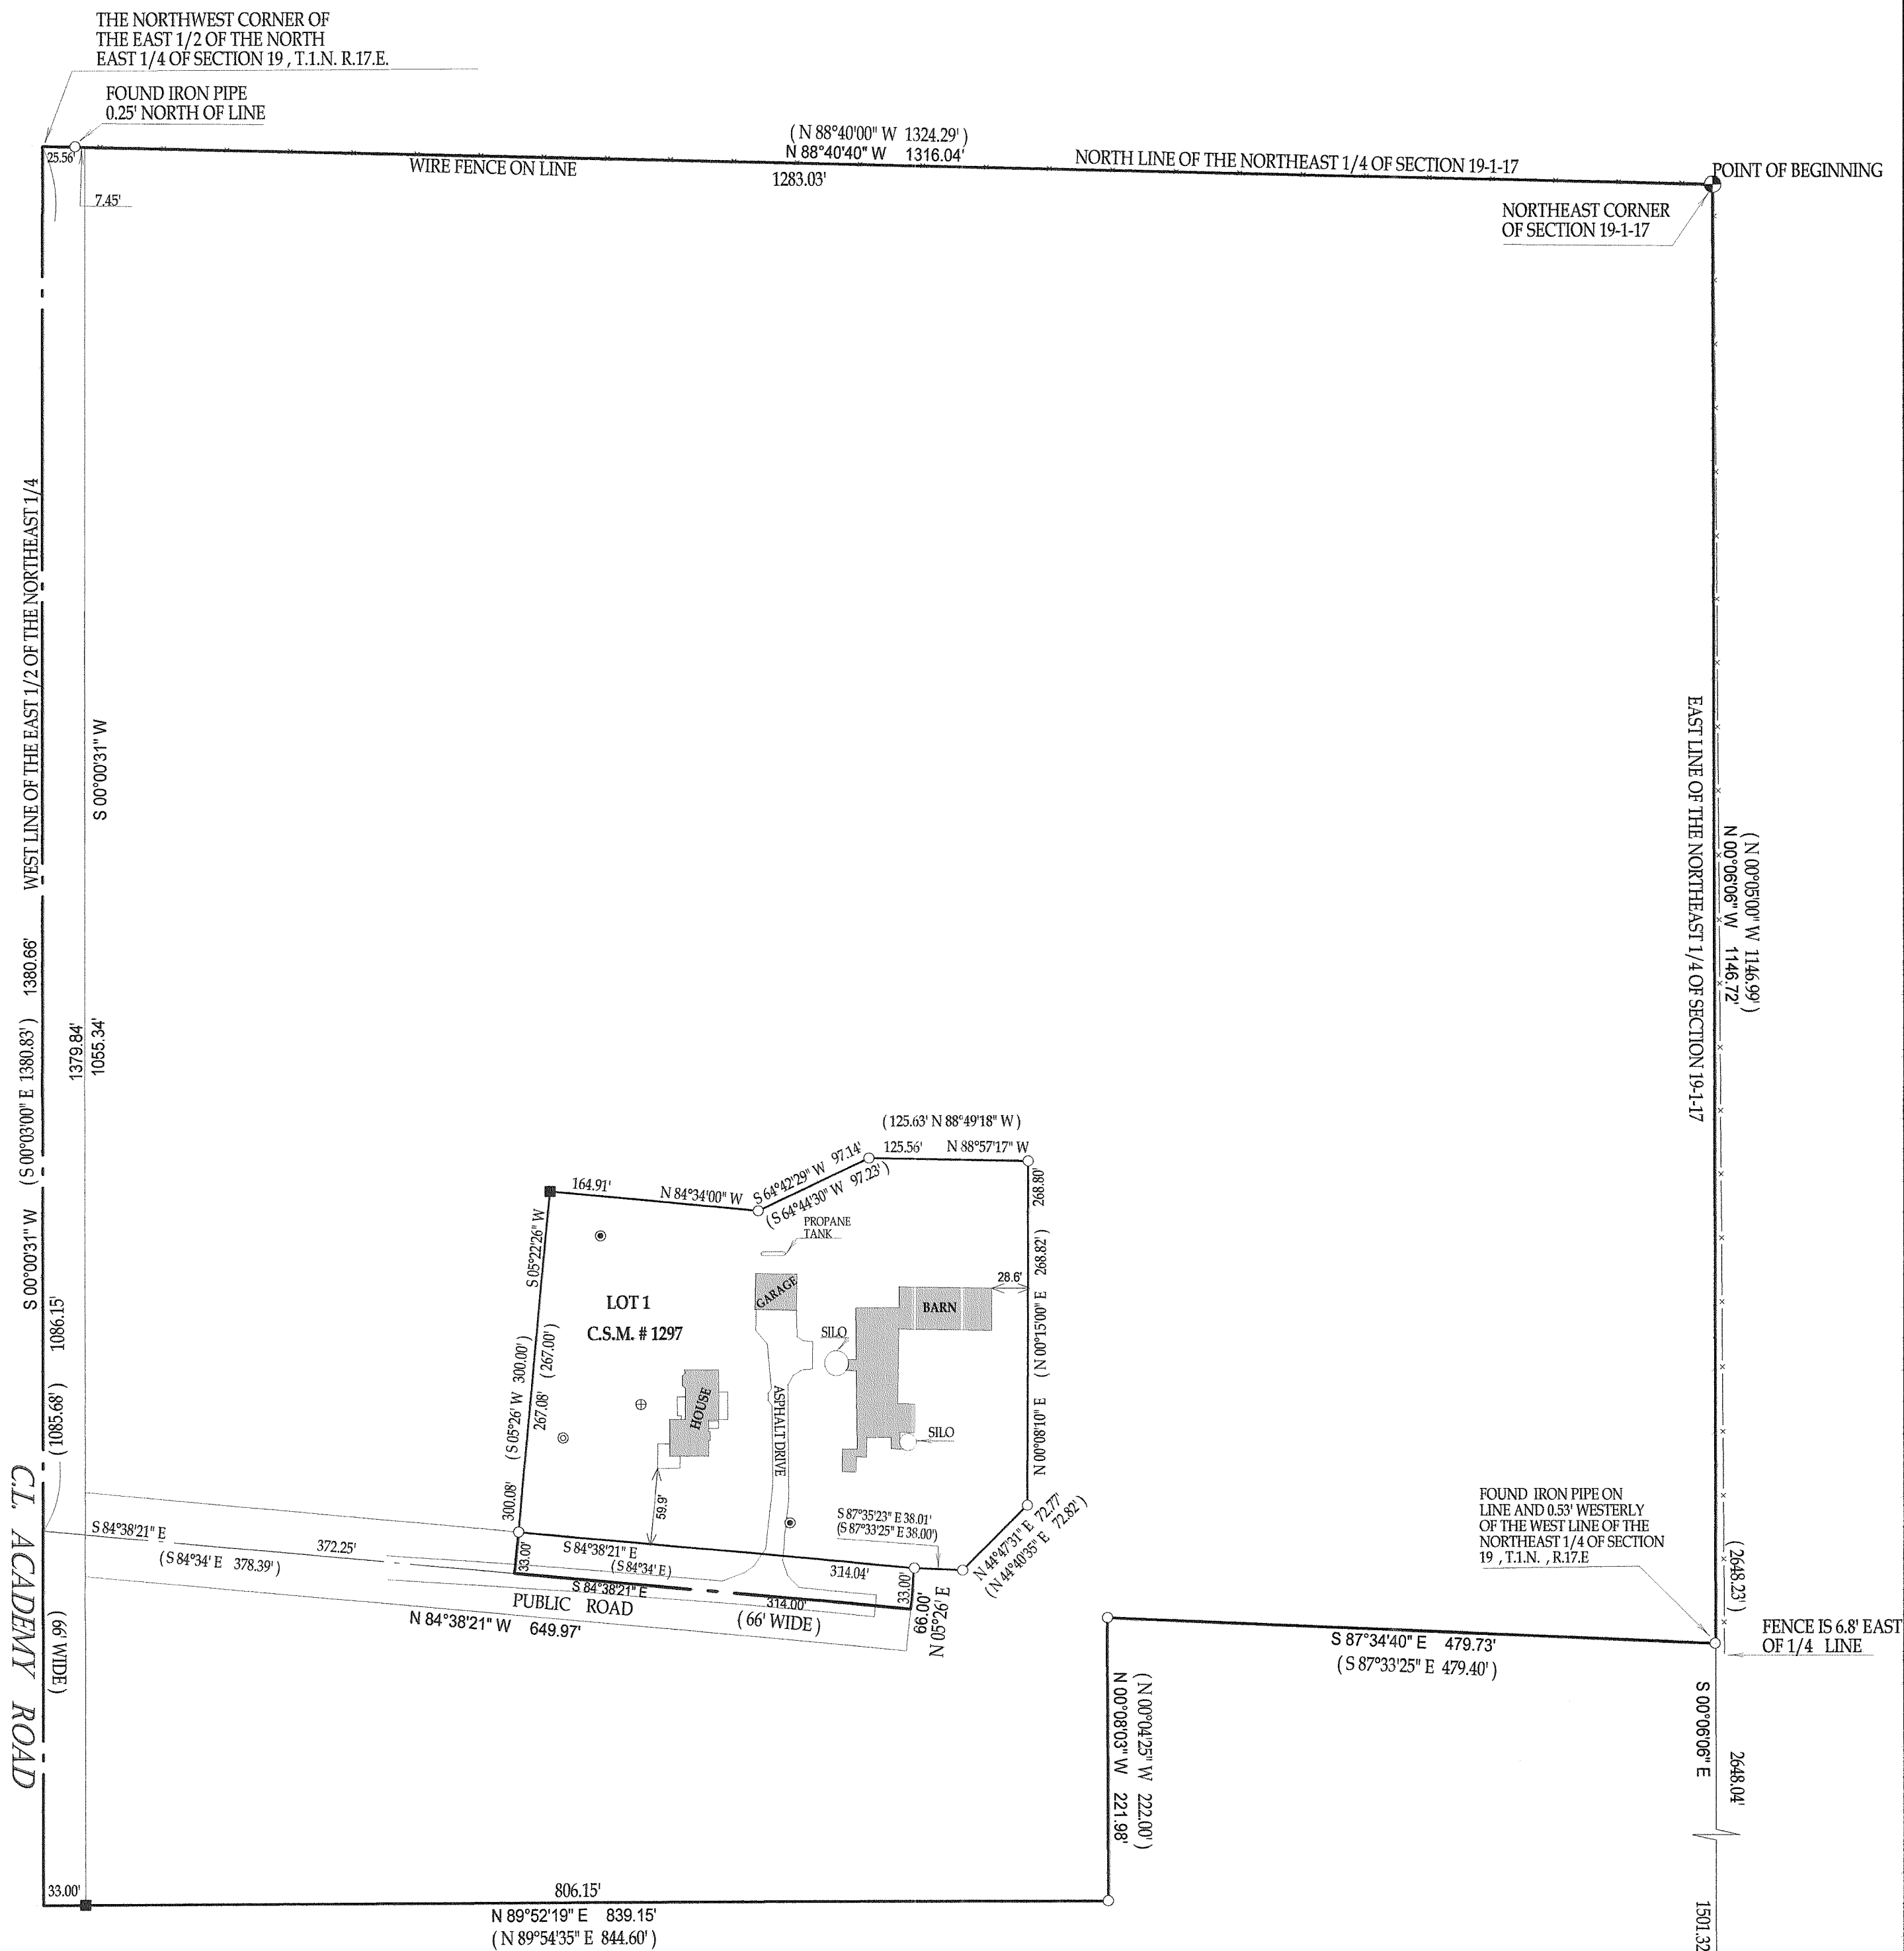 THE NORTHWEST CORNER OF
THE EAST 1/2 OF THE NORTH
EAST 1/4 OF SECTION 19 , T.1.N. R.17.E.
FOUND IRON PIPE
0.25' NORTH OF LINE
25.56'
7.45'
WIRE FENCE ON LINE
( N 88°40'00" W 1324.29' )
N 88°40'40" W 1316.04'
1283.03'
NORTH LINE OF THE NORTHEAST 1/4 OF SECTION 19-1-17
POINT OF BEGINNING
NORTHEAST CORNER
OF SECTION 19-1-17
WEST LINE OF THE EAST 1/2 OF THE NORTHEAST 1/4
S 00°00'31" W
1379.84'
1055.34'
S 00°00'31" W ( S 00°03'00" E 1380.83' ) 1380.66'
( 1085.68' ) 1086.15'
C.L. ACADEMY ROAD
( 66' WIDE )
EAST LINE OF THE NORTHEAST 1/4 OF SECTION 19-1-17
( N 00°05'00" W 1146.99' )
N 00°06'06" W 1146.72'
( 125.63' N 88°49'18" W )
125.56' N 88°57'17" W
S 64°42'29" W 97.14'
( S 64°44'30" W 97.23' )
164.91' N 84°34'00" W
PROPANE
TANK
S 05°22'26" W
( S 05°26' W 300.00' )
300.08'
267.08' ( 267.00' )
LOT 1
C.S.M. # 1297
GARAGE
SILO
BARN
28.6'
268.80'
N 00°08'10" E ( N 00°15'00" E 268.82' )
HOUSE
ASPHALT DRIVE
SILO
59.9'
S 87°35'23" E 38.01'
(S 87°33'25" E 38.00')
N 44°47'31" E 72.77'
( N 44°40'35" E 72.82' )
S 84°38'21" E
( S 84°34' E 378.39' )
372.25'
33.00'
S 84°38'21" E
( S 84°34' E )
314.04'
33.00'
S 84°38'21" E
314.00'
PUBLIC ROAD
( 66' WIDE )
N 84°38'21" W 649.97'
66.00'
N 05°26' E
FOUND IRON PIPE ON
LINE AND 0.53' WESTERLY
OF THE WEST LINE OF THE
NORTHEAST 1/4 OF SECTION
19 , T.1.N. , R.17.E
( 2648.23' )
FENCE IS 6.8' EAST
OF 1/4 LINE
S 87°34'40" E 479.73'
( S 87°33'25" E 479.40' )
S 00°06'06" E
2648.04'
1501.32
( N 00°04'25" W 222.00' )
N 00°08'03" W 221.98'
33.00'
806.15'
N 89°52'19" E 839.15'
( N 89°54'35" E 844.60' )